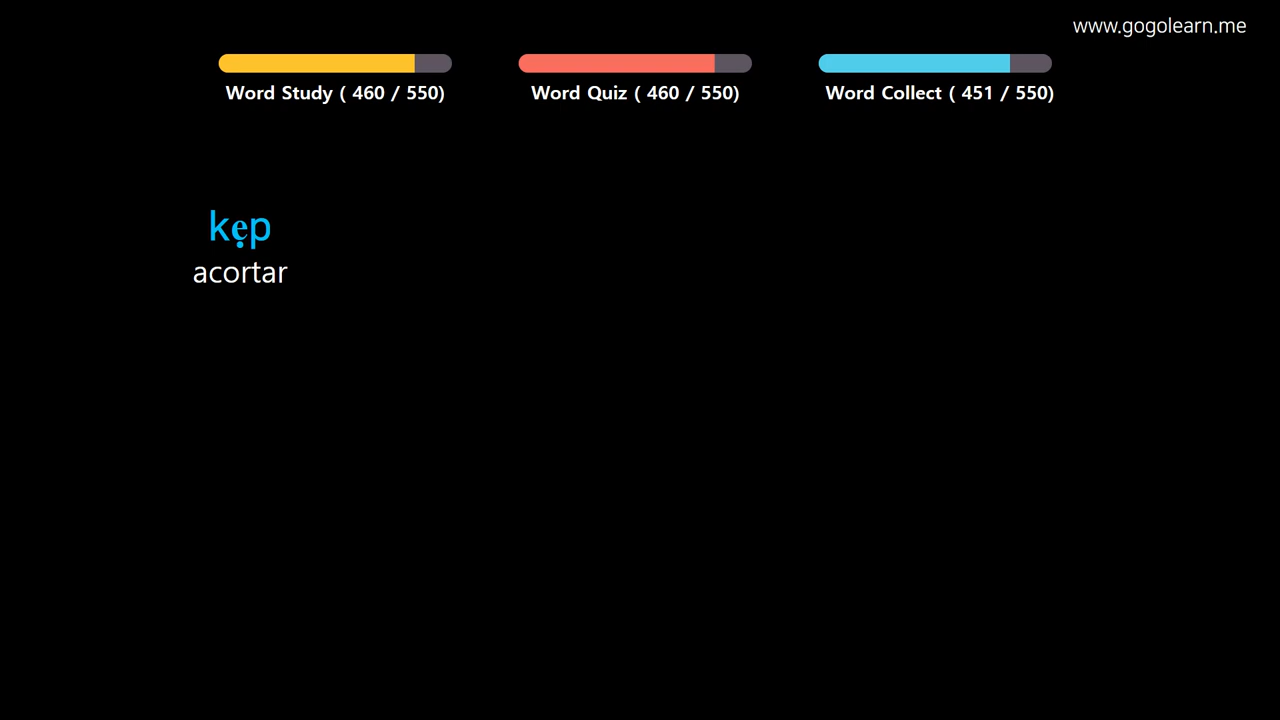 www.gogolearn.me
Word Study ( 460 / 550)
Word Quiz ( 460 / 550)
Word Collect ( 451 / 550)
kẹp
acortar